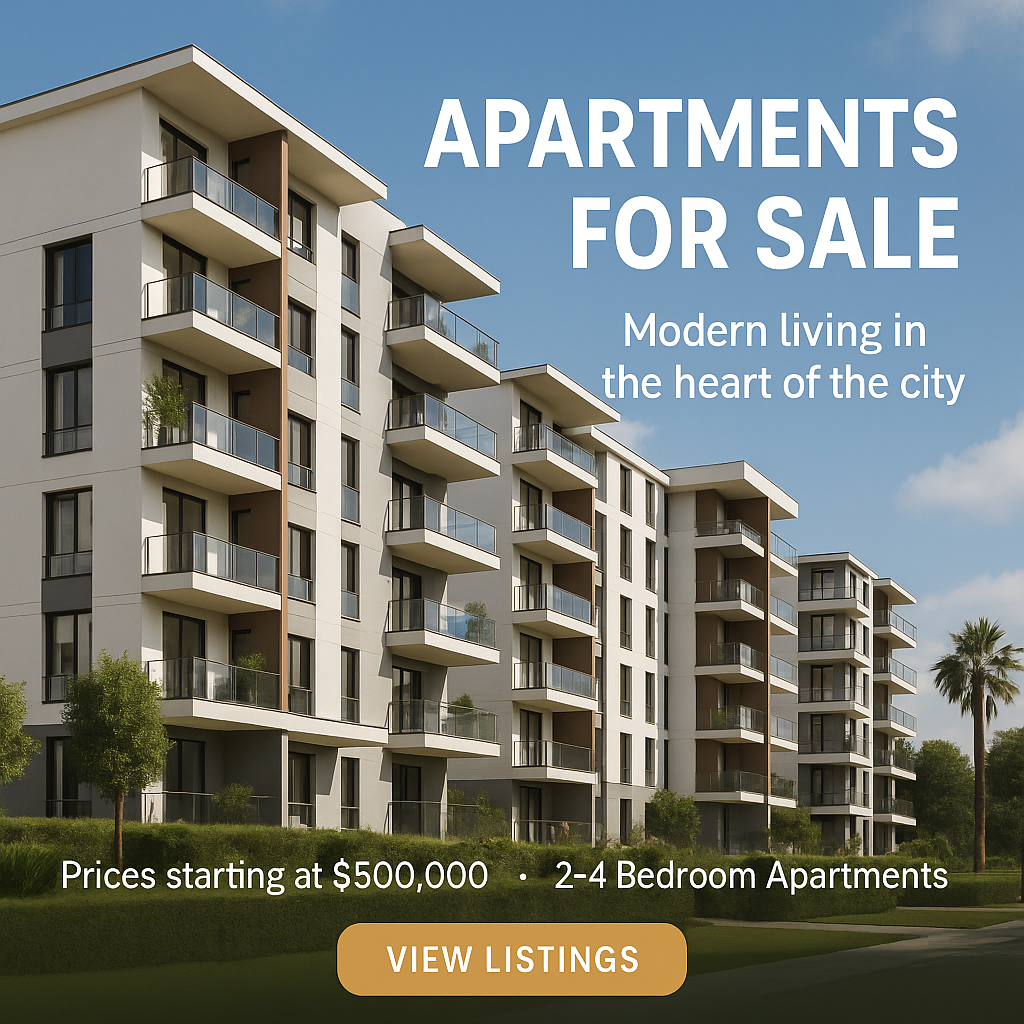 APARTMENTS
FOR SALE
Modern living in
the heart of the city
Prices starting at $500,000 • 2-4 Bedroom Apartments
VIEW LISTINGS